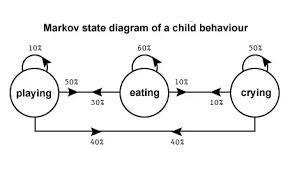 Markov state diagram of a child behaviour
10% 60% 50%
playing 50% 30% eating 10% 10% crying
40% 40%